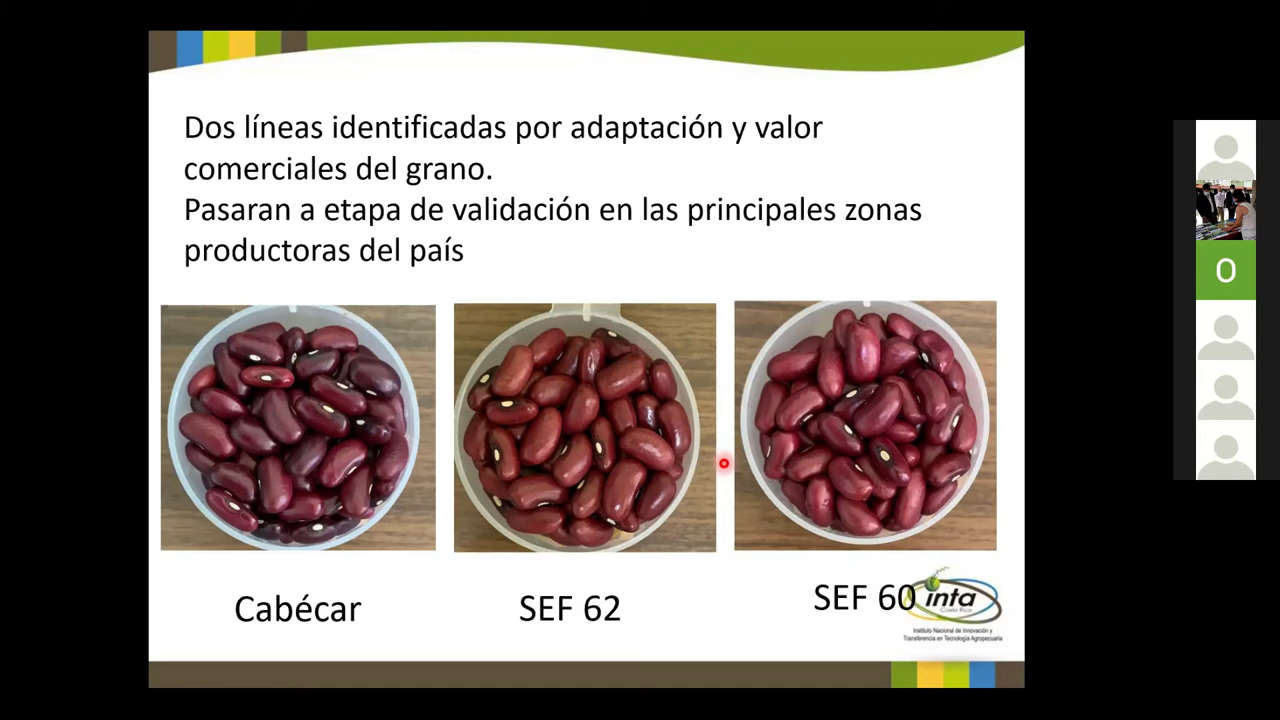 Dos líneas identificadas por adaptación y valor
comerciales del grano.
Pasaran a etapa de validación en las principales zonas
productoras del país
Cabécar
SEF 62
SEF 60
inta
Costa Rica
Instituto Nacional de Innovación y
Transferencia en Tecnología Agropecuaria
O